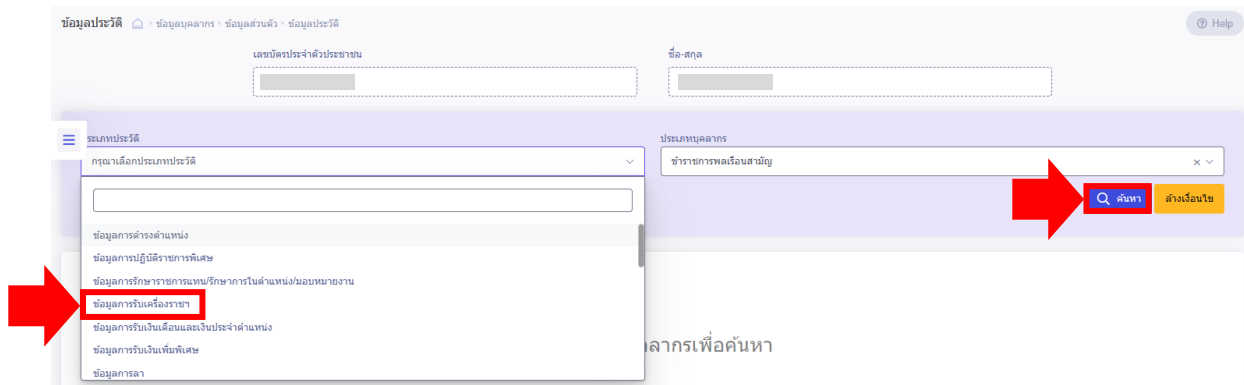 ข้อมูลประวัติ ข้อมูลบุคลากร ข้อมูลส่วนตัว ข้อมูลประวัติ
Help
เลขบัตรประจำตัวประชาชน ชื่อ-สกุล
ระเภทประวัติ ประเภทบุคลากร
กรุณาเลือกประเภทประวัติ ข้าราชการพลเรือนสามัญ
ค้นหา ล้างเงื่อนไข
ข้อมูลการดำรงตำแหน่ง
ข้อมูลการปฏิบัติราชการพิเศษ
ข้อมูลการรักษาราชการแทน/รักษาการในตำแหน่ง/มอบหมายงาน
ข้อมูลการรับเครื่องราชฯ
ข้อมูลการรับเงินเดือนและเงินประจำตำแหน่ง
ข้อมูลการรับเงินเพิ่มพิเศษ
ลากรเพื่อค้นหา
ข้อมูลการลา